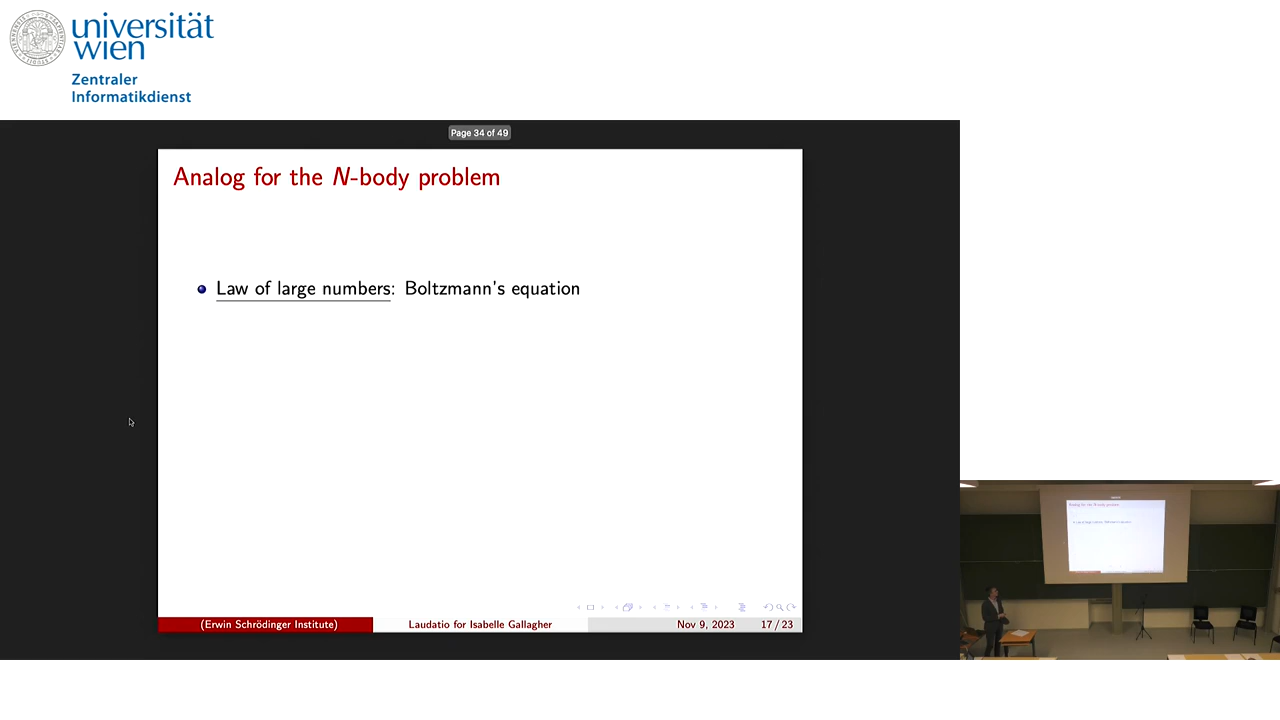 universität
wien
Zentraler
Informatikdienst
Page 34 of 49
Analog for the N-body problem
Law of large numbers: Boltzmann's equation
(Erwin Schrödinger Institute) Laudatio for Isabelle Gallagher Nov 9, 2023 17 / 23